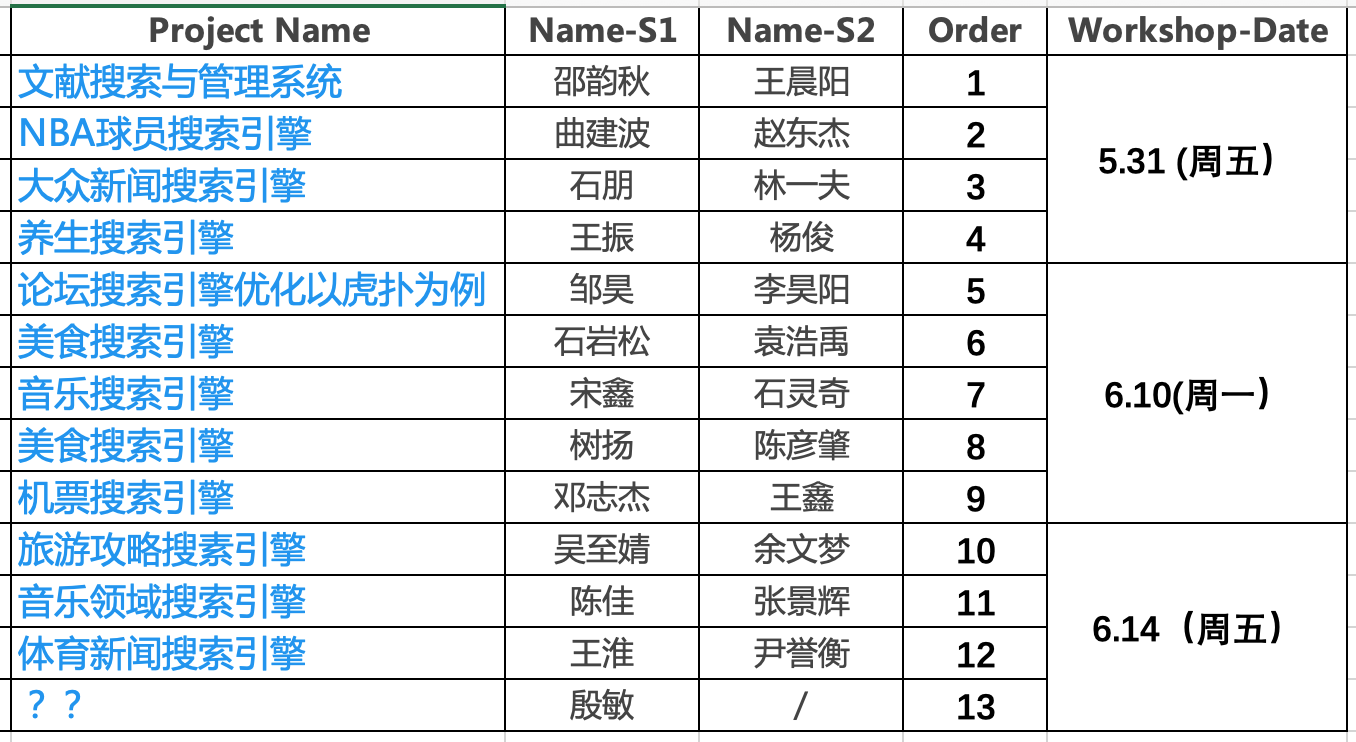 Project Name Name-S1 Name-S2 Order Workshop-Date
文献搜索与管理系统 邵韵秋 王晨阳 1
NBA球员搜索引擎 曲建波 赵东杰 2
5.31 (周五）
大众新闻搜索引擎 石朋 林一夫 3
养生搜索引擎 王振 杨俊 4
论坛搜索引擎优化以虎扑为例 邹昊 李昊阳 5
美食搜索引擎 石岩松 袁浩禹 6
音乐搜索引擎 宋鑫 石灵奇 7 6.10(周一）
美食搜索引擎 树扬 陈彦肇 8
机票搜索引擎 邓志杰 王鑫 9
旅游攻略搜索引擎 吴至婧 余文梦 10
音乐领域搜索引擎 陈佳 张景辉 11
6.14（周五）
体育新闻搜索引擎 王淮 尹誉衡 12
？？ 殷敏 / 13